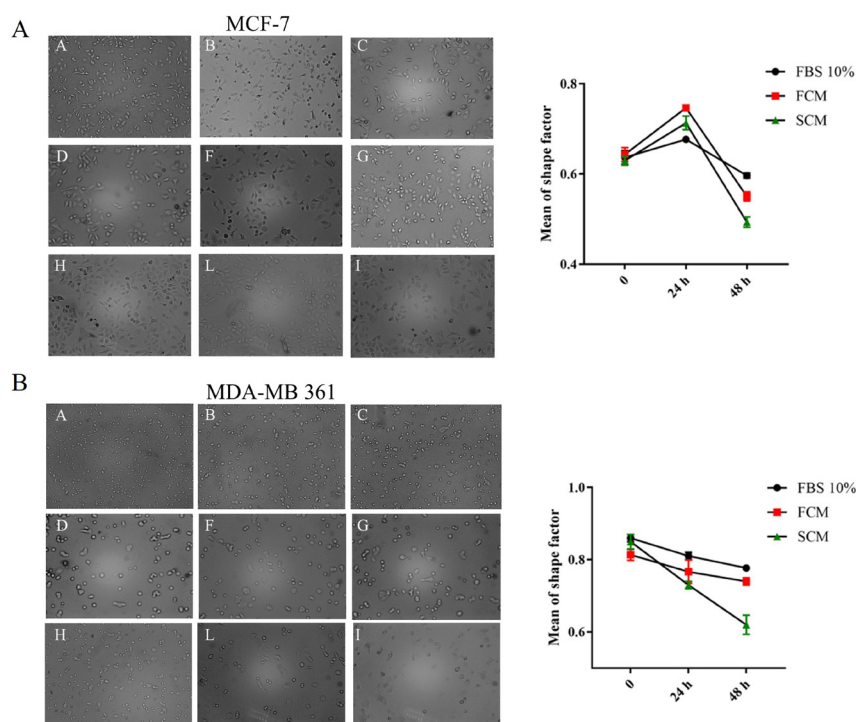 A
MCF-7
A
B
C
D
F
G
H
L
I
0.8
0.6
0.4
Mean of shape factor
0
24 h
48 h
FBS 10%
FCM
SCM
B
MDA-MB 361
A
B
C
D
F
G
H
L
I
1.0
0.8
0.6
Mean of shape factor
0
24 h
48 h
FBS 10%
FCM
SCM